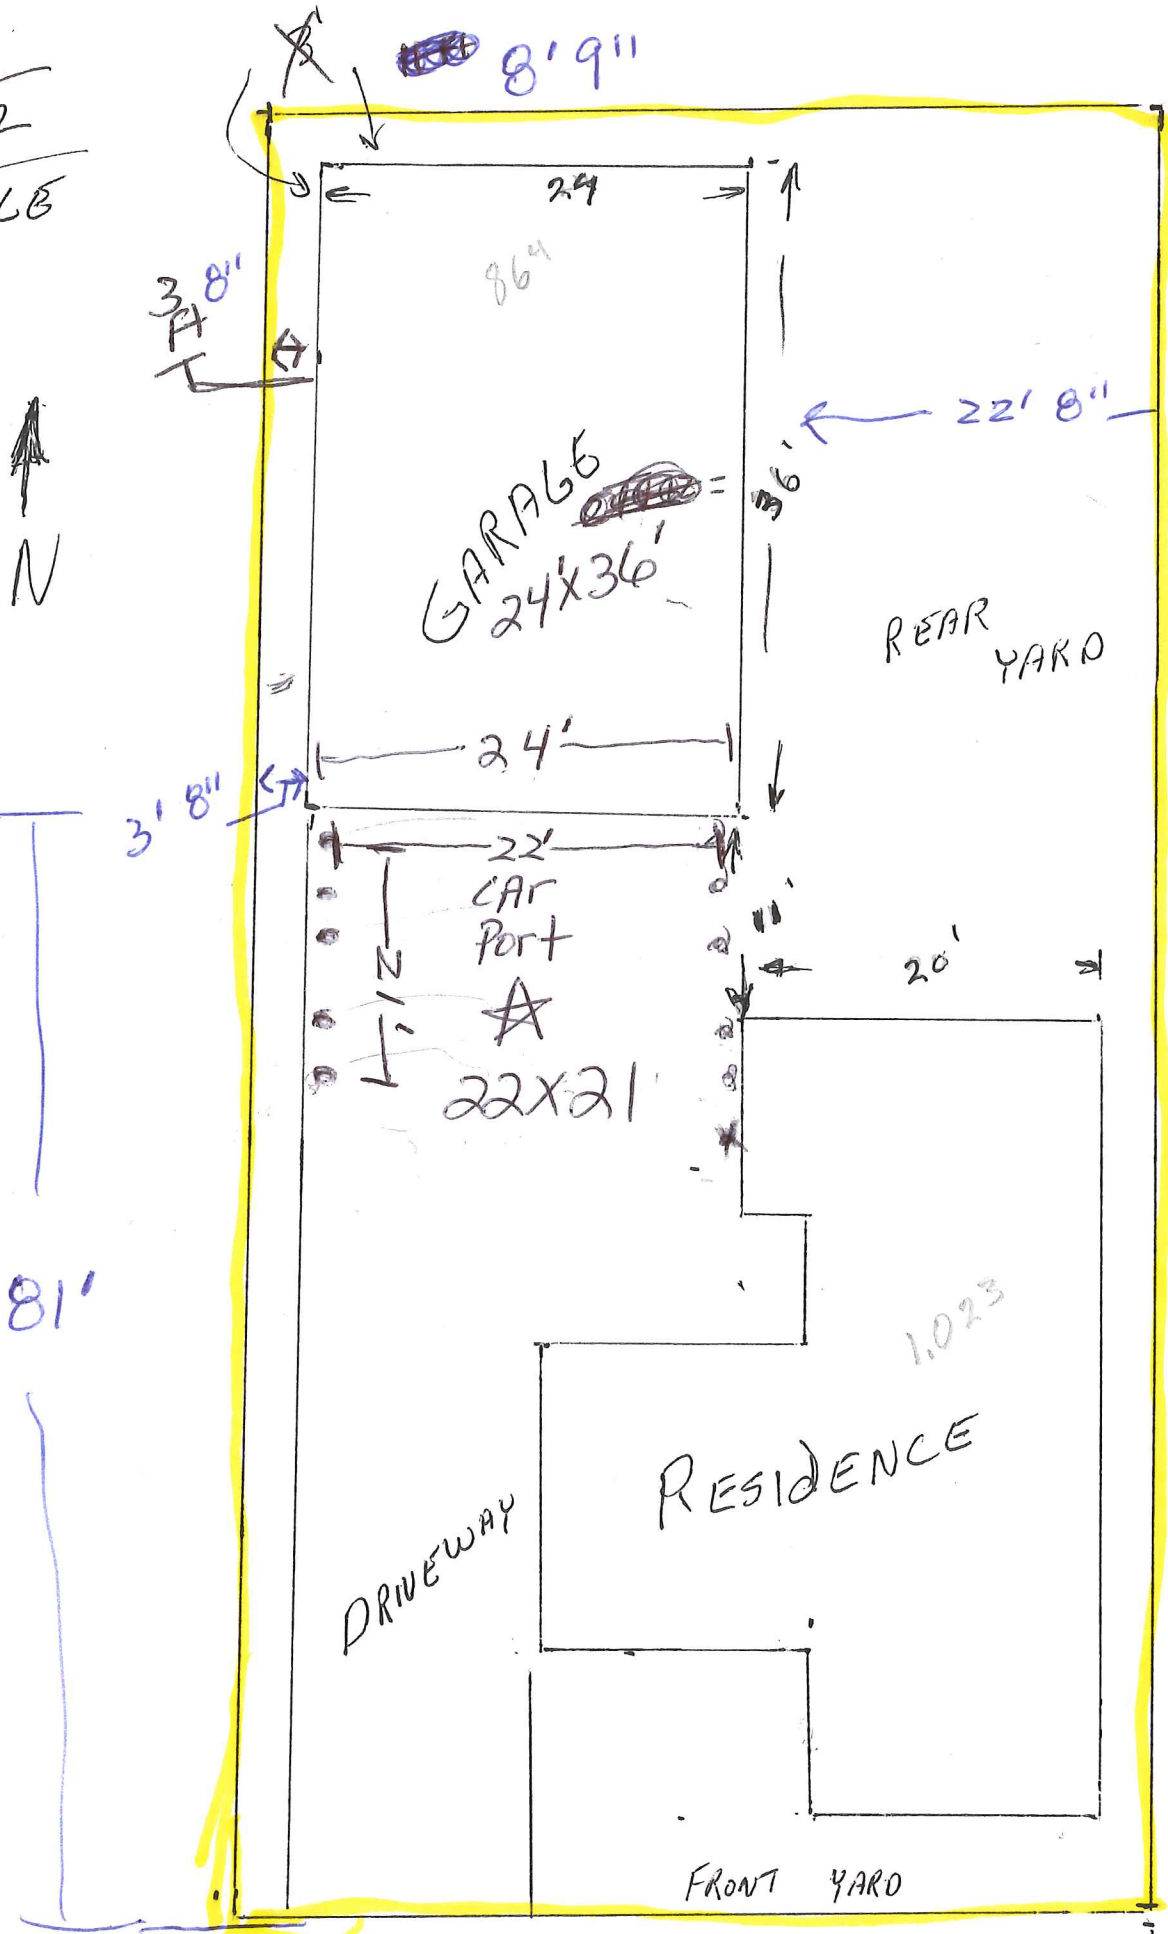 8' 9"
24
864
3 8"
Ft
22' 8"
36'
N
GARAGE
=
24'X36'
REAR
YARD
24'
3' 8"
22'
CAr
Port
11'
20'
21'
22X21
81'
1,023
RESIDENCE
DRIVEWAY
FRONT YARD